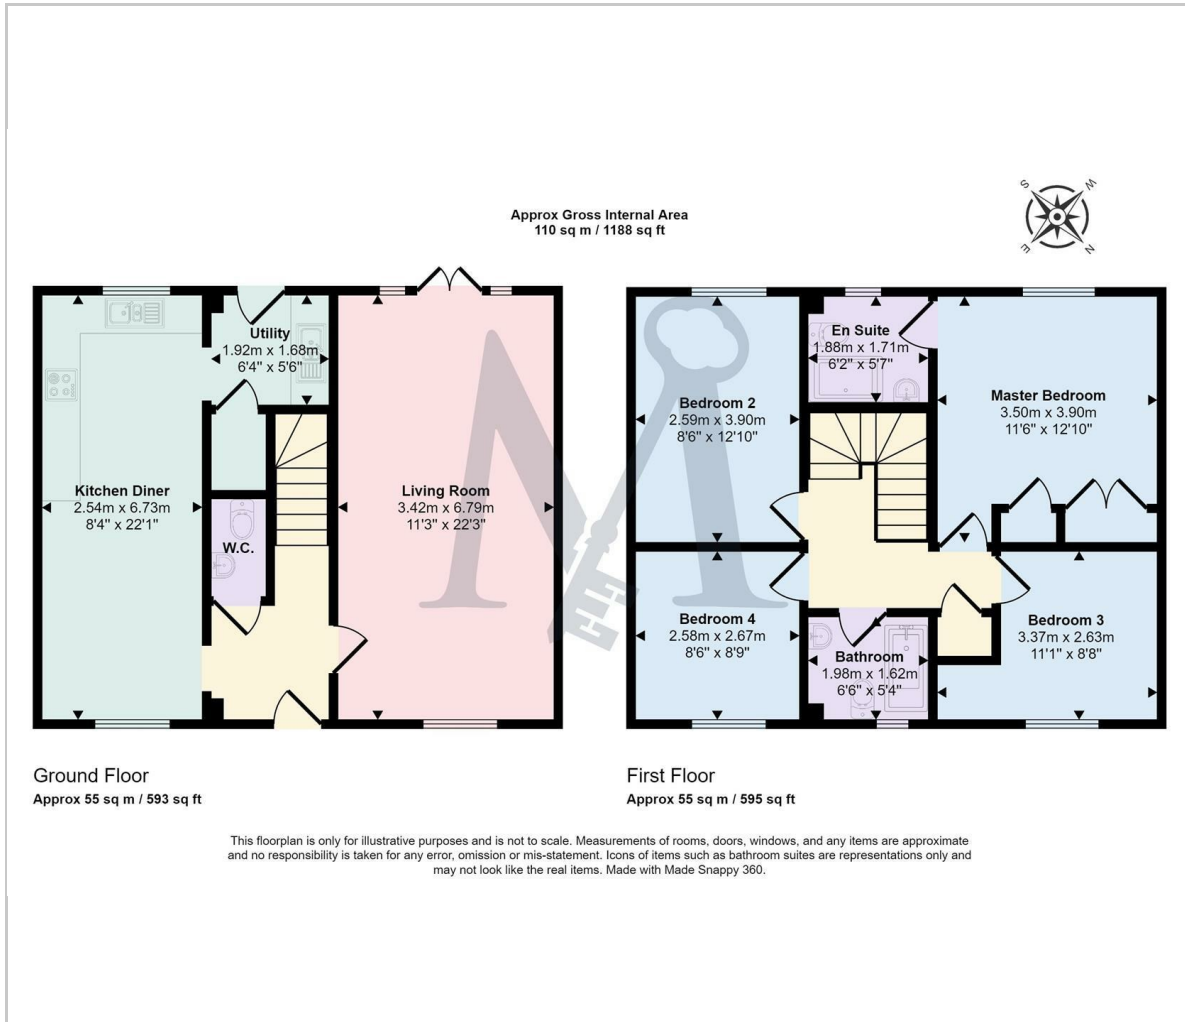 Approx Gross Internal Area
110 sq m / 1188 sq ft
S
W
E
N
Utility
1.92m x 1.68m
6'4" x 5'6"
Kitchen Diner
2.54m x 6.73m
8'4" x 22'1"
W.C.
Living Room
3.42m x 6.79m
11'3" x 22'3"
En Suite
1.88m x 1.71m
6'2" x 5'7"
Bedroom 2
2.59m x 3.90m
8'6" x 12'10"
Master Bedroom
3.50m x 3.90m
11'6" x 12'10"
Bedroom 4
2.58m x 2.67m
8'6" x 8'9"
Bathroom
1.98m x 1.62m
6'6" x 5'4"
Bedroom 3
3.37m x 2.63m
11'1" x 8'8"
Ground Floor
Approx 55 sq m / 593 sq ft
First Floor
Approx 55 sq m / 595 sq ft
This floorplan is only for illustrative purposes and is not to scale. Measurements of rooms, doors, windows, and any items are approximate
and no responsibility is taken for any error, omission or mis-statement. Icons of items such as bathroom suites are representations only and
may not look like the real items. Made with Made Snappy 360.